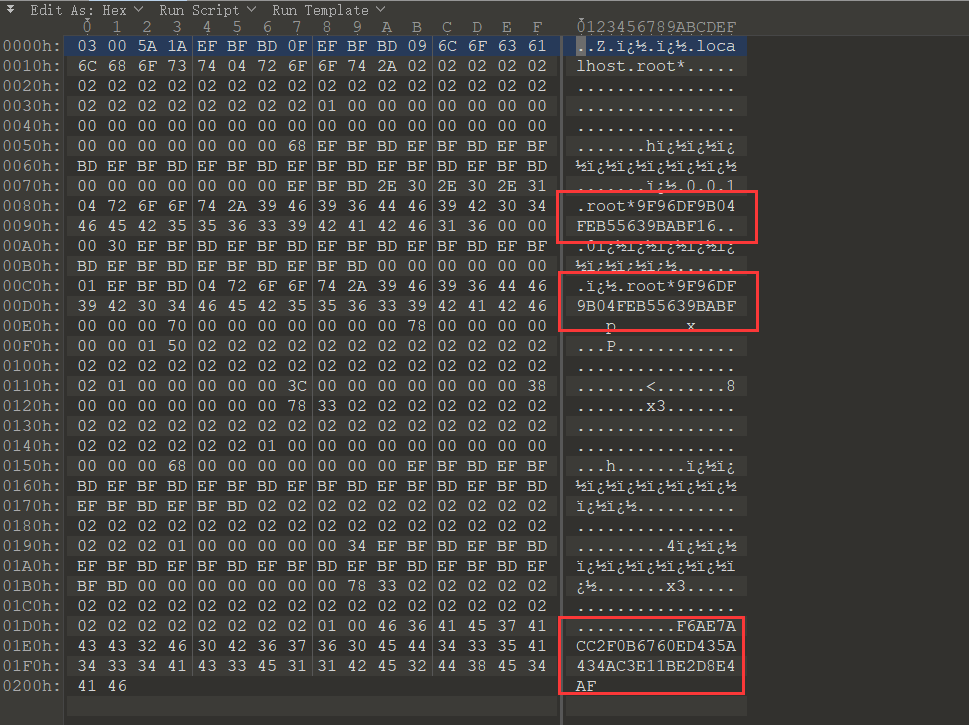 Edit As: Hex Run Script Run Template
0 1 2 3 4 5 6 7 8 9 A B C D E F 0123456789ABCDEF
0000h: 03 00 5A 1A EF BF BD 0F EF BF BD 09 6C 6F 63 61 ..Z.ï¿½.ï¿½.loca
0010h: 6C 68 6F 73 74 04 72 6F 6F 74 2A 02 02 02 02 02 lhost.root*.....
0020h: 02 02 02 02 02 02 02 02 02 02 02 02 02 02 02 02 ................
0030h: 02 02 02 02 02 02 02 02 01 00 00 00 00 00 00 00 ................
0040h: 00 00 00 00 00 00 00 00 00 00 00 00 00 00 00 00 ................
0050h: 00 00 00 00 00 00 00 68 EF BF BD EF BF BD EF BF .......hï¿½ï¿½ï¿
0060h: BD EF BF BD EF BF BD EF BF BD EF BF BD EF BF BD ½ï¿½ï¿½ï¿½ï¿½ï¿½
0070h: 00 00 00 00 00 00 00 EF BF BD 2E 30 2E 30 2E 31 .......ï¿½.0.0.1
0080h: 04 72 6F 6F 74 2A 39 46 39 36 44 46 39 42 30 34 .root*9F96DF9B04
0090h: 46 45 42 35 35 36 33 39 42 41 42 46 31 36 00 00 FEB55639BABF16..
00A0h: 00 30 EF BF BD EF BF BD EF BF BD EF BF BD EF BF .0ï¿½ï¿½ï¿½ï¿½ï¿
00B0h: BD EF BF BD EF BF BD EF BF BD 00 00 00 00 00 00 ½ï¿½ï¿½ï¿½......
00C0h: 01 EF BF BD 04 72 6F 6F 74 2A 39 46 39 36 44 46 .ï¿½.root*9F96DF
00D0h: 39 42 30 34 46 45 42 35 35 36 33 39 42 41 42 46 9B04FEB55639BABF
00E0h: 00 00 00 70 00 00 00 00 00 00 00 78 00 00 00 00 ...p.......x....
00F0h: 00 00 01 50 02 02 02 02 02 02 02 02 02 02 02 02 ...P............
0100h: 02 02 02 02 02 02 02 02 02 02 02 02 02 02 02 02 ................
0110h: 02 01 00 00 00 00 00 3C 00 00 00 00 00 00 00 38 .......<.......8
0120h: 00 00 00 00 00 00 00 78 33 02 02 02 02 02 02 02 .......x3.......
0130h: 02 02 02 02 02 02 02 02 02 02 02 02 02 02 02 02 ................
0140h: 02 02 02 02 02 02 01 00 00 00 00 00 00 00 00 00 ................
0150h: 00 00 00 68 00 00 00 00 00 00 00 EF BF BD EF BF ...h.......ï¿½ï¿
0160h: BD EF BF BD EF BF BD EF BF BD EF BF BD EF BF BD ½ï¿½ï¿½ï¿½ï¿½ï¿½
0170h: EF BF BD EF BF BD 02 02 02 02 02 02 02 02 02 02 ï¿½ï¿½..........
0180h: 02 02 02 02 02 02 02 02 02 02 02 02 02 02 02 02 ................
0190h: 02 02 02 01 00 00 00 00 00 34 EF BF BD EF BF BD .........4ï¿½ï¿½
01A0h: EF BF BD EF BF BD EF BF BD EF BF BD EF BF BD EF ï¿½ï¿½ï¿½ï¿½ï¿½ï
01B0h: BF BD 00 00 00 00 00 00 00 78 33 02 02 02 02 02 ¿½.......x3.....
01C0h: 02 02 02 02 02 02 02 02 02 02 02 02 02 02 02 02 ................
01D0h: 02 02 02 02 02 02 02 02 01 00 46 36 41 45 37 41 ..........F6AE7A
01E0h: 43 43 32 46 30 42 36 37 36 30 45 44 34 33 35 41 CC2F0B6760ED435A
01F0h: 34 33 34 41 43 33 45 31 31 42 45 32 44 38 45 34 434AC3E11BE2D8E4
0200h: 41 46 AF